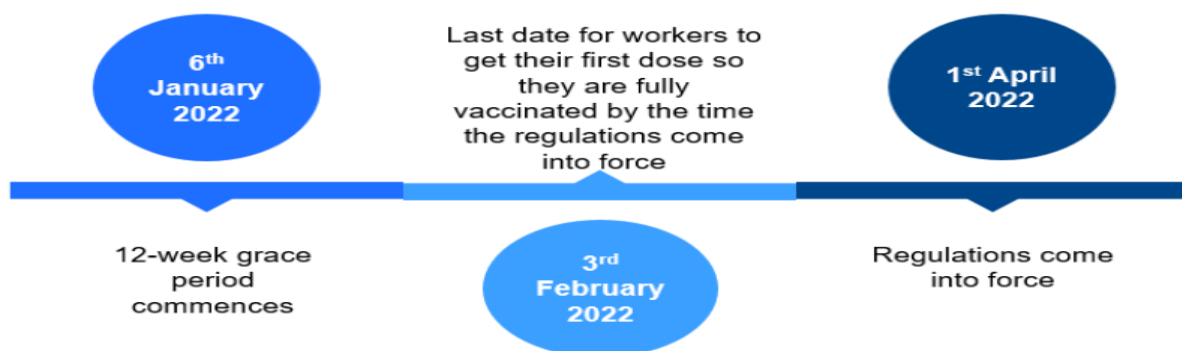 6th
January
2022
12-week grace
period
commences
Last date for workers to
get their first dose so
they are fully
vaccinated by the time
the regulations come
into force
3rd
February
2022
1st April
2022
Regulations come
into force